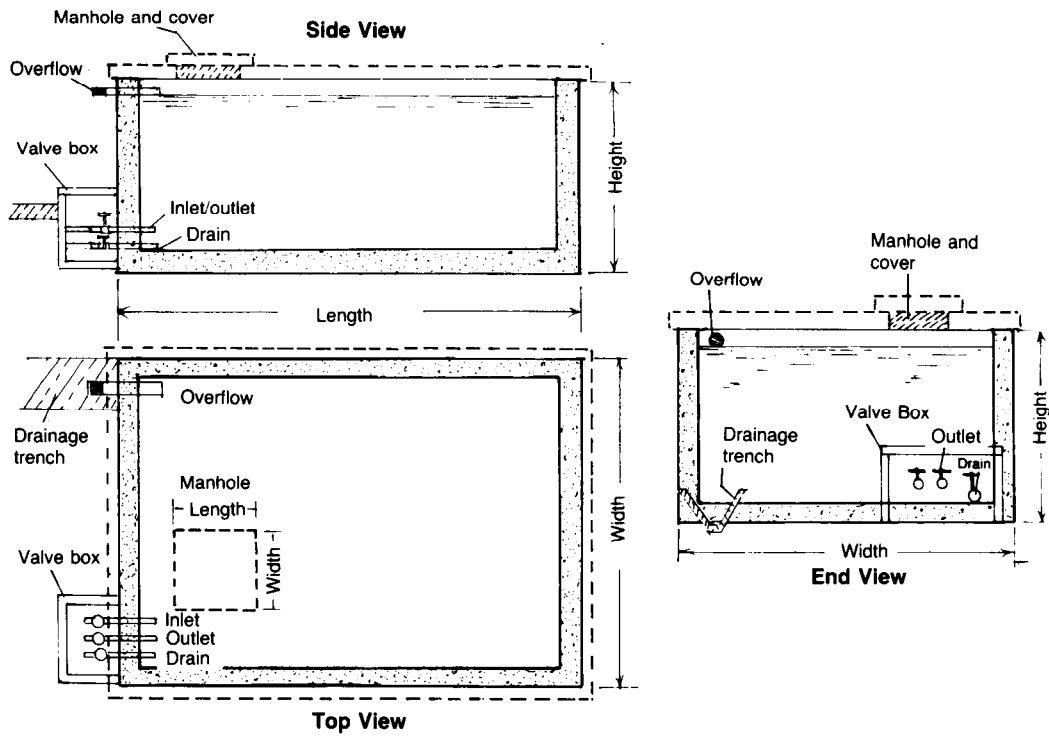 Manhole and cover
Side View
Overflow
Valve box
Inlet/outlet
Drain
Height
Length
Overflow
Drainage
trench
Manhole
Length
Width
Width
Valve box
Inlet
Outlet
Drain
Top View
Manhole and
cover
Overflow
Valve Box
Outlet
Drainage
trench
Drain
Height
Width
End View